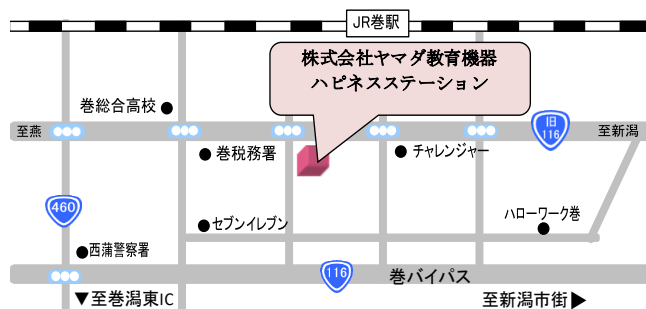 JR巻駅
株式会社ヤマダ教育機器
ハピネスステーション
巻総合高校
至燕
旧
116
至新潟
巻税務署
チャレンジャー
460
セブンイレブン
ハローワーク巻
西蒲警察署
116
巻バイパス
▼至巻潟東IC
至新潟市街▶